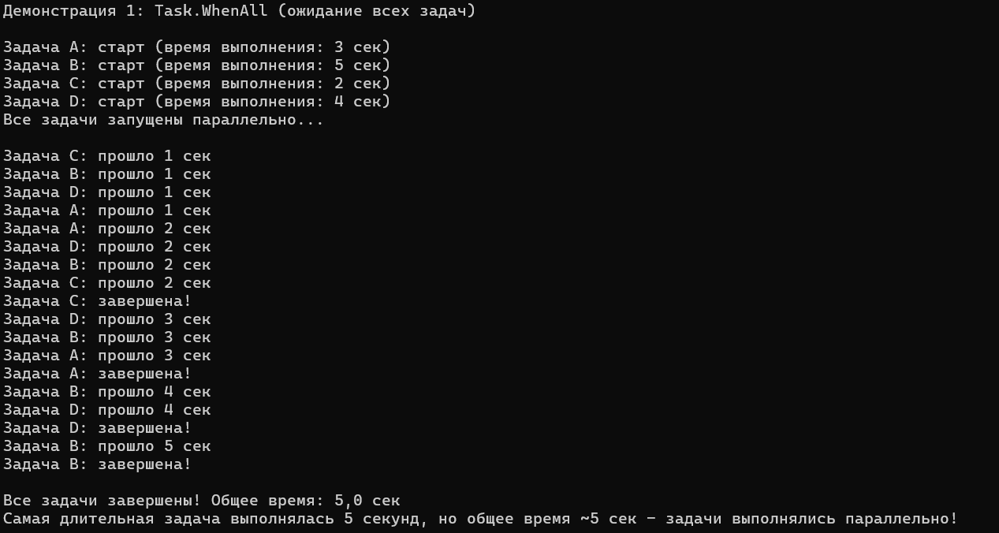 Демонстрация 1: Task.WhenAll (ожидание всех задач)
Задача A: старт (время выполнения: 3 сек)
Задача B: старт (время выполнения: 5 сек)
Задача C: старт (время выполнения: 2 сек)
Задача D: старт (время выполнения: 4 сек)
Все задачи запущены параллельно...
Задача C: прошло 1 сек
Задача B: прошло 1 сек
Задача D: прошло 1 сек
Задача A: прошло 1 сек
Задача A: прошло 2 сек
Задача D: прошло 2 сек
Задача B: прошло 2 сек
Задача C: прошло 2 сек
Задача C: завершена!
Задача D: прошло 3 сек
Задача B: прошло 3 сек
Задача A: прошло 3 сек
Задача A: завершена!
Задача B: прошло 4 сек
Задача D: прошло 4 сек
Задача D: завершена!
Задача B: прошло 5 сек
Задача B: завершена!
Все задачи завершены! Общее время: 5,0 сек
Самая длительная задача выполнялась 5 секунд, но общее время ~5 сек - задачи выполнялись параллельно!